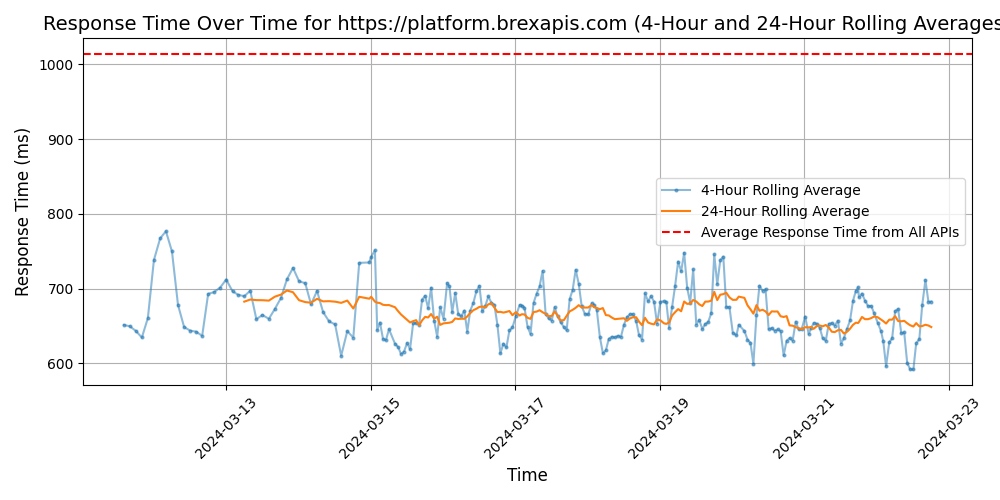 Response Time Over Time for https://platform.brexapis.com (4-Hour and 24-Hour Rolling Averages
Response Time (ms)
1000
900
800
700
600
4-Hour Rolling Average
24-Hour Rolling Average
Average Response Time from All APIs
2024-03-13
2024-03-15
2024-03-17
2024-03-19
2024-03-21
2024-03-23
Time